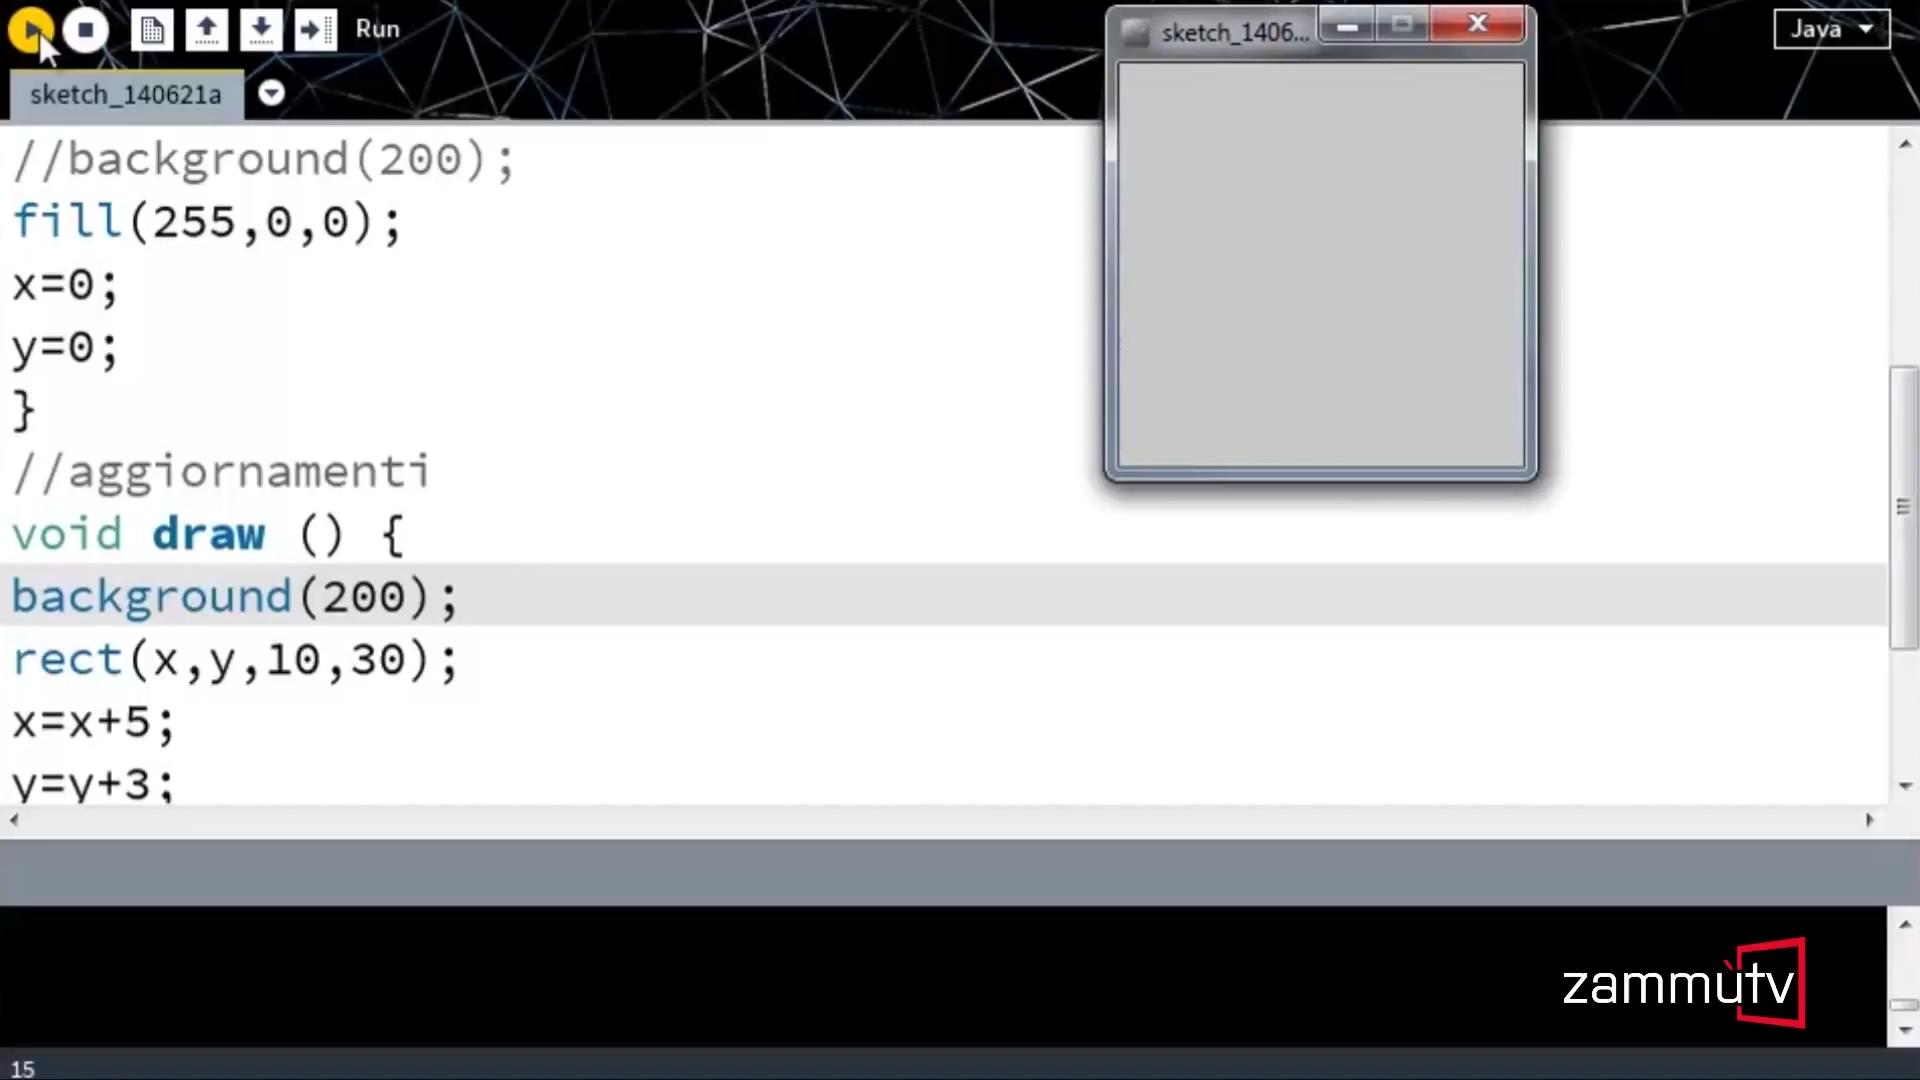 Run
sketch_1406...
Java
sketch_140621a
//background(200);
fill(255,0,0);
x=0;
y=0;
}
//aggiornamenti
void draw () {
background(200);
rect(x,y,10,30);
x=x+5;
y=y+3;
zammùtv
15